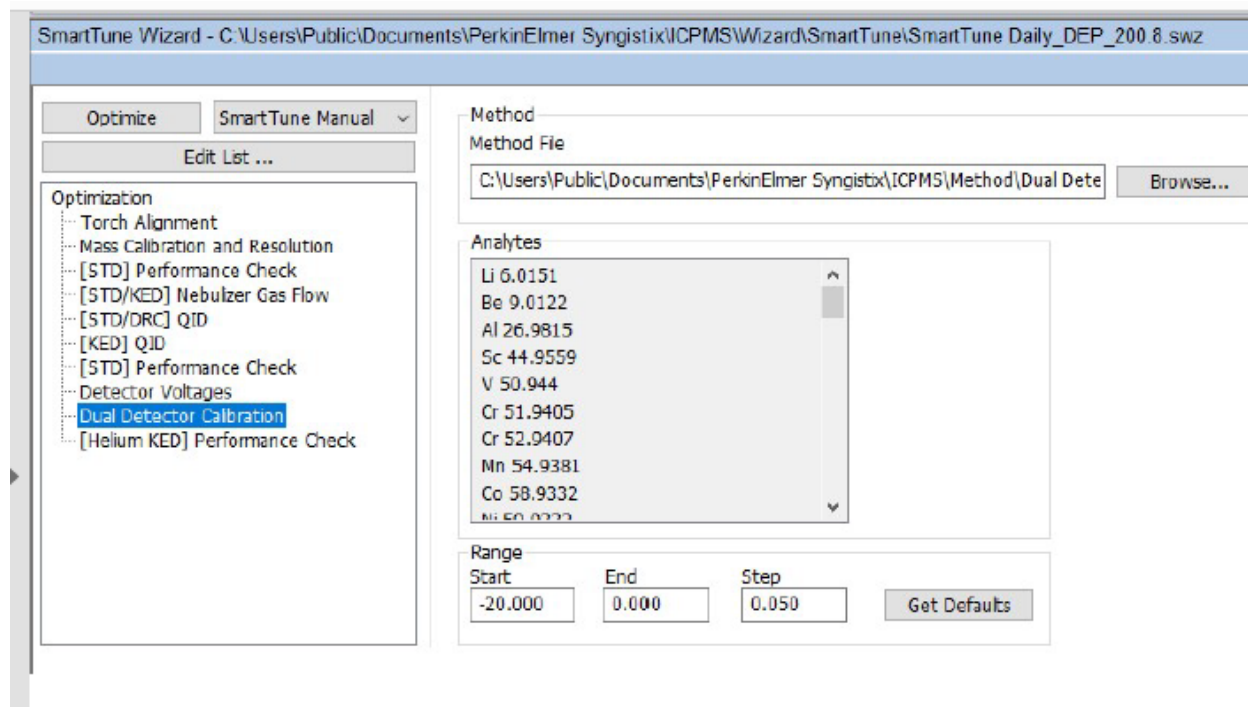 SmartTune Wizard - C:\Users\Public\Documents\PerkinElmer Syngistix\ICPMS\Wizard\SmartTune\SmartTune Daily_DEP_200.8.swz
Optimize
SmartTune Manual
Edit List ...
Optimization
Torch Alignment
Mass Calibration and Resolution
[STD] Performance Check
[STD/KED] Nebulizer Gas Flow
[STD/DRC] QID
[KED] QID
[STD] Performance Check
Detector Voltages
Dual Detector Calibration
[Helium KED] Performance Check
Method
Method File
C:\Users\Public\Documents\PerkinElmer Syngistix\ICPMS\Method\Dual Dete
Browse...
Analytes
Li 6.0151
Be 9.0122
Al 26.9815
Sc 44.9559
V 50.944
Cr 51.9405
Cr 52.9407
Mn 54.9381
Co 58.9332
Range
Start End Step
-20.000 0.000 0.050 Get Defaults